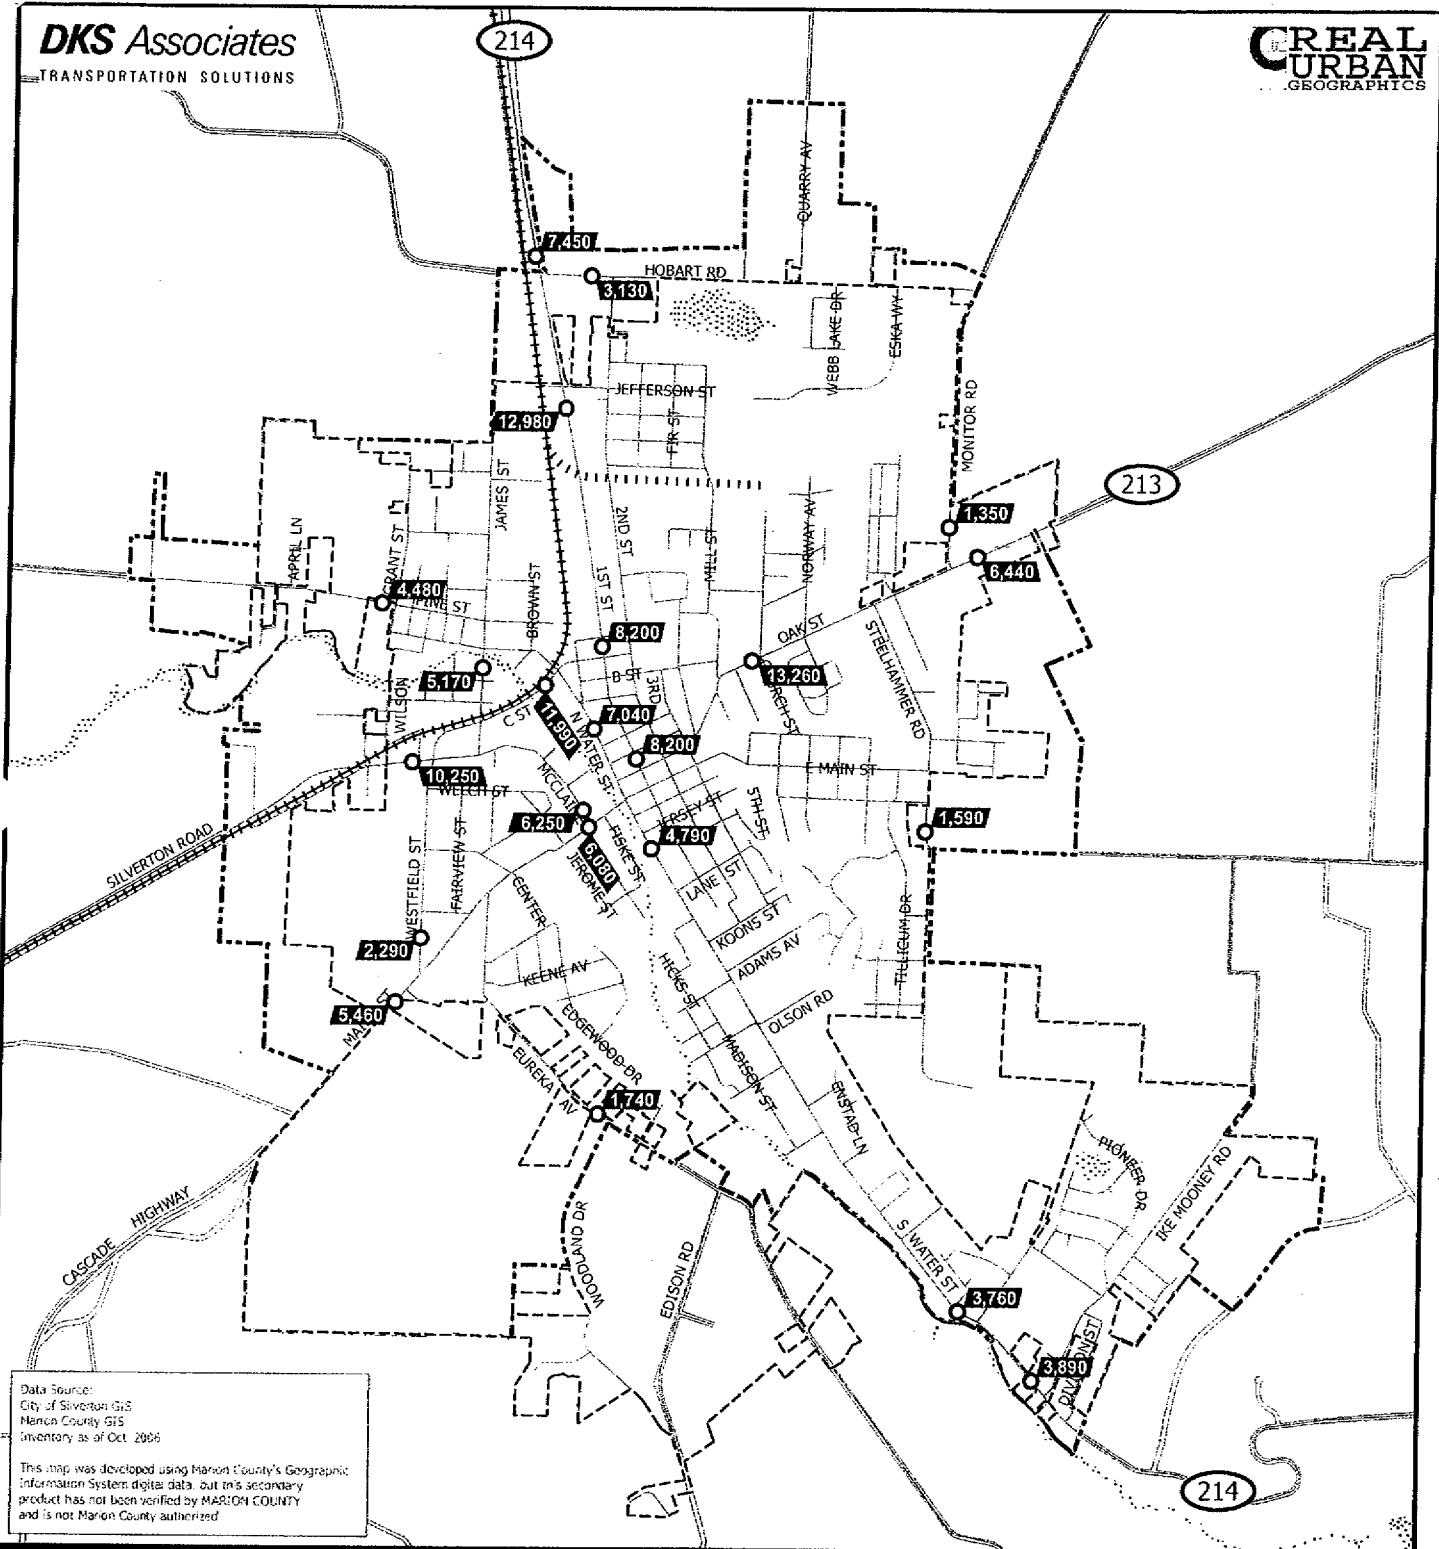 DKS Associates
TRANSPORTATION SOLUTIONS
214
REAL
URBAN
GEOGRAPHICS
QUARRY AV
7,450
HOBART RD
3,130
WEBB LAKE DR
ESKA WY
JEFFERSON ST
12,980
FIR ST
MONITOR RD
213
JAMES ST
1,350
2ND ST
MILL ST
NORWAY AV
APRIL LN
GRANT ST
6,440
4,480
PINE ST
BROWN ST
1ST ST
8,200
OAK ST
STEELHAMMER RD
5,170
B ST
3RD
13,260
CHURCH ST
WILSON
C ST
11,990
N WATER ST
7,040
8,200
10,250
WELCH ST
MCCLAINE
E MAIN ST
JERSEY ST
5TH ST
1,590
6,250
6,080
FISKE ST
4,790
SILVERTON ROAD
WESTFIELD ST
FAIRVIEW ST
CENTER
JEROME ST
LANE ST
TILLICUM DR
KOONS ST
ADAMS AV
2,290
KEENE AV
HICKS ST
5,460
MAIN ST
EDGEWOOD DR
OLSON RD
EUREKA AV
MADISON ST
1,740
ENSTAD LN
PIONEER DR
IKE MOONEY RD
CASCADE HIGHWAY
WOODLAND DR
EDISON RD
S WATER ST
3,760
3,890
DIVISION ST
214
Data Source:
City of Silverton GIS
Marion County GIS
Inventory as of Oct 2006
This map was developed using Marion County's Geographic
Information System digital data, but this secondary
product has not been verified by MARION COUNTY
and is not Marion County authorized